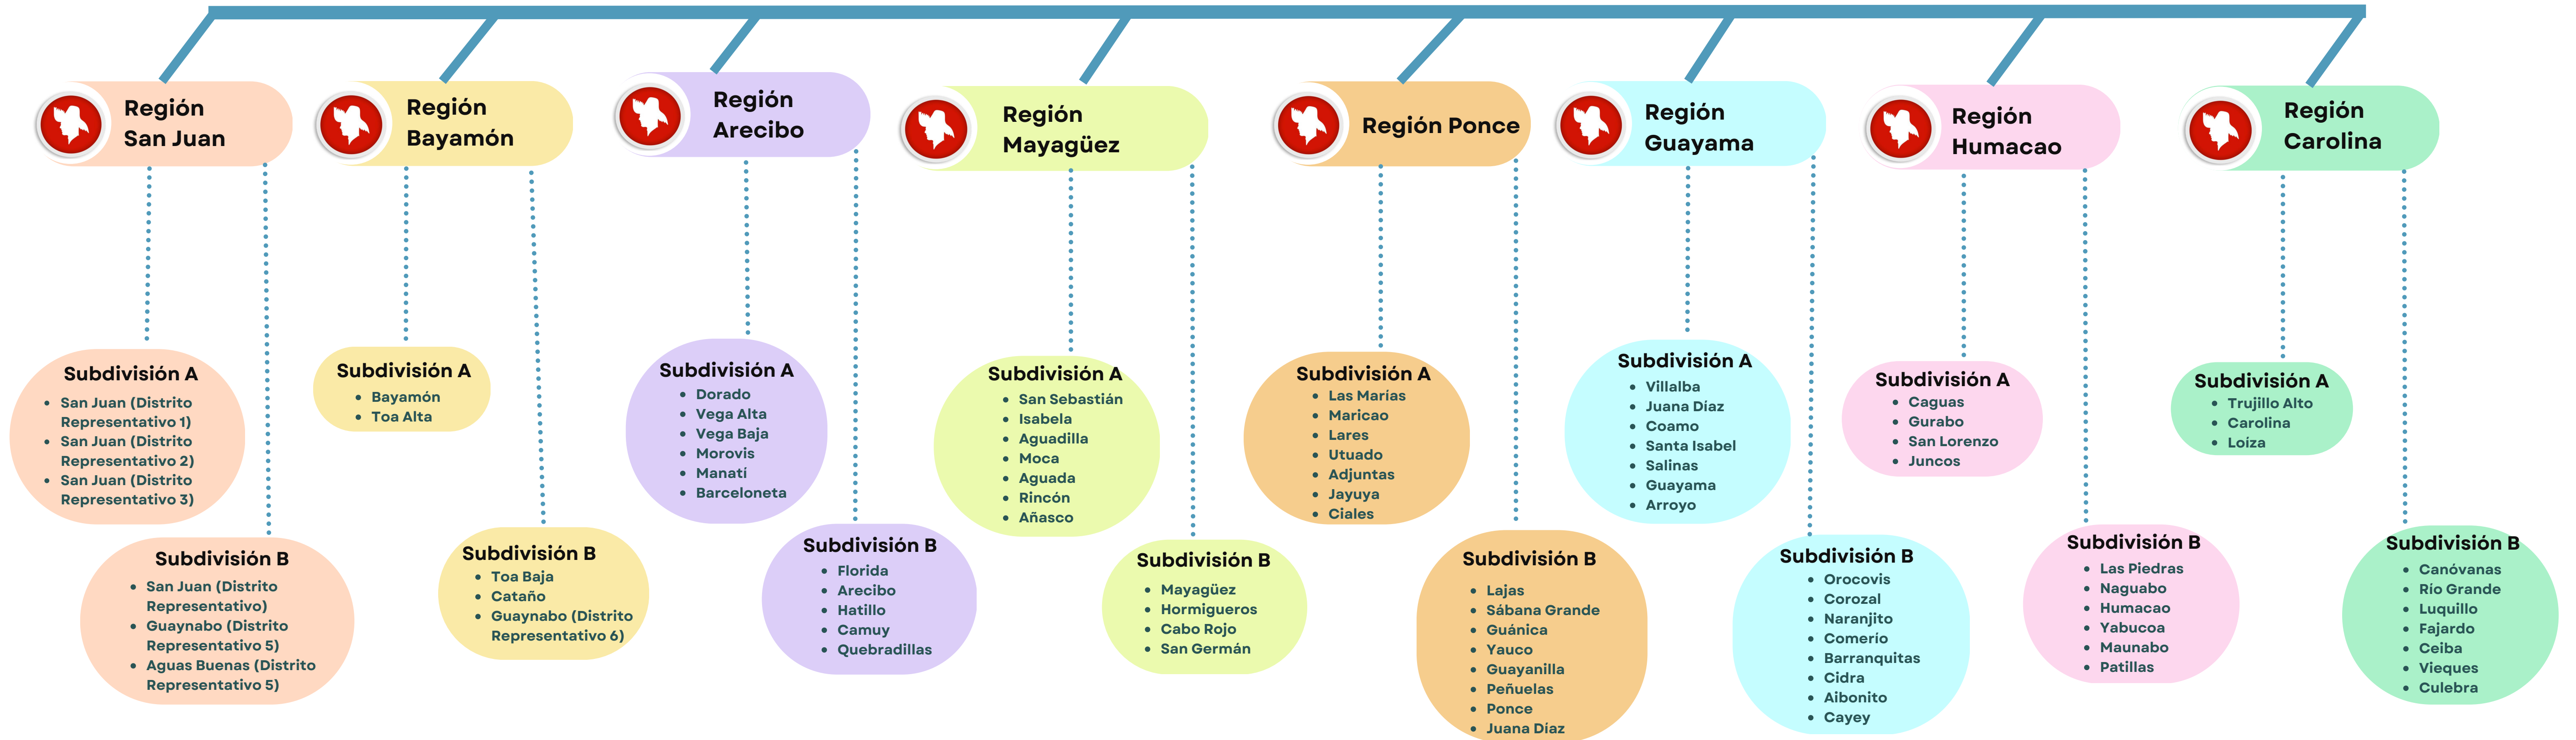 Región
San Juan
Subdivisión A
• San Juan (Distrito
Representativo 1)
• San Juan (Distrito
Representativo 2)
• San Juan (Distrito
Representativo 3)
Subdivisión B
• San Juan (Distrito
Representativo)
• Guaynabo (Distrito
Representativo 5)
• Aguas Buenas (Distrito
Representativo 5)
Región
Bayamón
Subdivisión A
• Bayamón
• Toa Alta
Subdivisión B
• Toa Baja
• Cataño
• Guaynabo (Distrito
Representativo 6)
Región
Arecibo
Subdivisión A
• Dorado
• Vega Alta
• Vega Baja
• Morovis
• Manatí
• Barceloneta
Subdivisión B
• Florida
• Arecibo
• Hatillo
• Camuy
• Quebradillas
Región
Mayagüez
Subdivisión A
• San Sebastián
• Isabela
• Aguadilla
• Moca
• Aguada
• Rincón
• Añasco
Subdivisión B
• Mayagüez
• Hormigueros
• Cabo Rojo
• San Germán
Región Ponce
Subdivisión A
• Las Marías
• Maricao
• Lares
• Utuado
• Adjuntas
• Jayuya
• Ciales
Subdivisión B
• Lajas
• Sábana Grande
• Guánica
• Yauco
• Guayanilla
• Peñuelas
• Ponce
• Juana Díaz
Región
Guayama
Subdivisión A
• Villalba
• Juana Díaz
• Coamo
• Santa Isabel
• Salinas
• Guayama
• Arroyo
Subdivisión B
• Orocovis
• Corozal
• Naranjito
• Comerío
• Barranquitas
• Cidra
• Aibonito
• Cayey
Región
Humacao
Subdivisión A
• Caguas
• Gurabo
• San Lorenzo
• Juncos
Subdivisión B
• Las Piedras
• Naguabo
• Humacao
• Yabucoa
• Maunabo
• Patillas
Región
Carolina
Subdivisión A
• Trujillo Alto
• Carolina
• Loíza
Subdivisión B
• Canóvanas
• Río Grande
• Luquillo
• Fajardo
• Ceiba
• Vieques
• Culebra